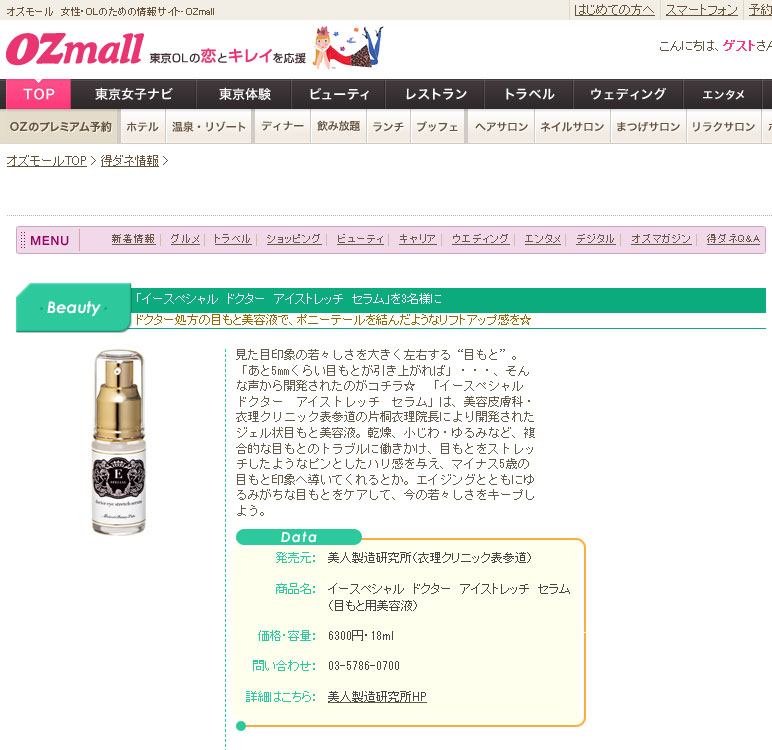 オズモール 女性・OLのための情報サイト-OZmall
はじめての方へ
スマートフォン
予約
OZmall 東京OLの恋とキレイを応援
こんにちは、ゲストさん
TOP 東京女子ナビ 東京体験 ビューティ レストラン トラベル ウェディング エンタメ
OZのプレミアム予約 ホテル 温泉・リゾート ディナー 飲み放題 ランチ ブッフェ ヘアサロン ネイルサロン まつげサロン リラクサロン
オズモールTOP > 得ダネ情報 >
MENU 新着情報 グルメ トラベル ショッピング ビューティ キャリア ウエディング エンタメ デジタル オズマガジン 得ダネQ&A
Beauty
「イースペシャル ドクター アイストレッチ セラム」を3名様に
ドクター処方の目もと美容液で、ポニーテールを結んだようなリフトアップ感を☆
見た目印象の若々しさを大きく左右する“目もと”。
「あと5mmくらい目もとが引き上がれば」・・・、そん
な声から開発されたのがコチラ☆ 「イースペシャル
ドクター アイストレッチ セラム」は、美容皮膚科・
衣理クリニック表参道の片桐衣理院長により開発された
ジェル状目もと美容液。乾燥、小じわ・ゆるみなど、複
合的な目もとのトラブルに働きかけ、目もとをストレッ
チしたようなピンとしたハリ感を与え、マイナス5歳の
目もと印象へ導いてくれるとか。エイジングとともにゆ
るみがちな目もとをケアして、今の若々しさをキープし
よう。
E
SPECIAL
doctor eye stretch serum
Data
発売元: 美人製造研究所(衣理クリニック表参道)
商品名: イースペシャル ドクター アイストレッチ セラム
(目もと用美容液)
価格・容量: 6300円・18ml
問い合わせ: 03-5786-0700
詳細はこちら: 美人製造研究所HP